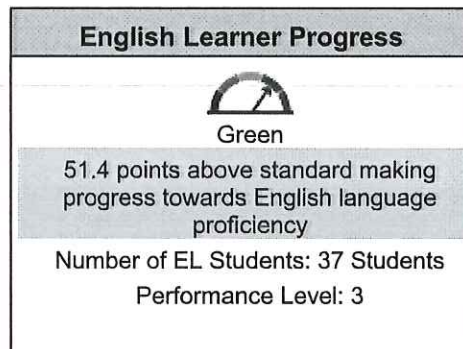 English Learner Progress
Green
51.4 points above standard making
progress towards English language
proficiency
Number of EL Students: 37 Students
Performance Level: 3